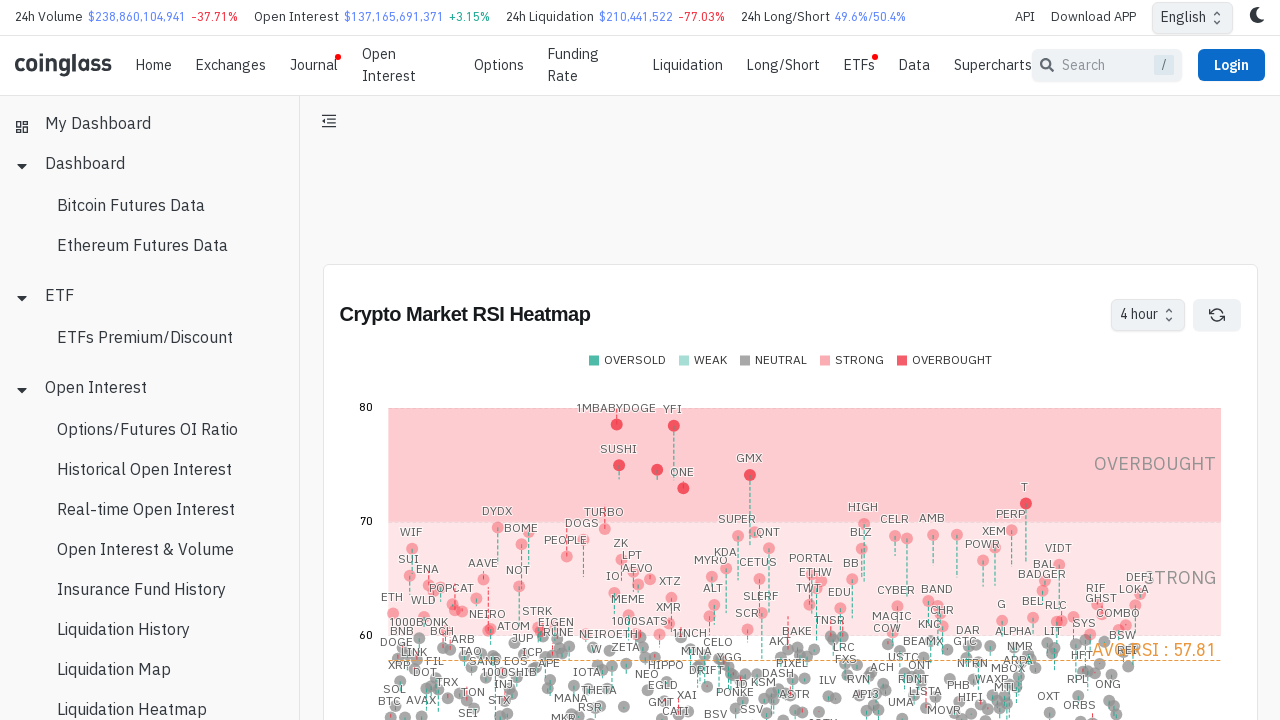 24h Volume $238,860,104,941 -37.71% Open Interest $137,165,691,371 +3.15% 24h Liquidation $210,441,522 -77.03% 24h Long/Short 49.6%/50.4% API Download APP English
coinglass Home Exchanges Journal Open Interest Options Funding Rate Liquidation Long/Short ETFs Data Supercharts Search / Login
My Dashboard
Dashboard
Bitcoin Futures Data
Ethereum Futures Data
ETF
ETFs Premium/Discount
Open Interest
Options/Futures OI Ratio
Historical Open Interest
Real-time Open Interest
Open Interest & Volume
Insurance Fund History
Liquidation History
Liquidation Map
Liquidation Heatmap
Crypto Market RSI Heatmap
4 hour
OVERSOLD WEAK NEUTRAL STRONG OVERBOUGHT
80
1MBABYDOGE YFI
SUSHI
GMX
OVERBOUGHT
ONE
T
70
DYDX TURBO HIGH
DOGS SUPER CELR AMB PERP
WIF BOME PEOPLE QNT BLZ XEM
ZK POWR VIDT
SUI AAVE LPT KDA
ENA NOT AEVO MYRO CETUS PORTAL BB BAL
IO XTZ ETHW BADGER
STRONG DEFI
POPCAT ALT TWT EDU CYBER BAND RIF LOKA
ETH WLD MEME XMR SLERF G BEL RLC GHST
NEIRO STRK SCR MAGIC CHR COMBO
1000BONK ATOM EIGEN 1000SATS TNSR COW KNC SYS
60
BNB BCH RUNE NEIROETH 1INCH BAKE DAR ALPHA LIT BSW
DOGE ARB JUP CELO AKT BEAMX GTC
LINK TAO ICP W ZETA MINA LRC NMR HFT
AVG RSI : 57.81
XRP FIL SAND EOS APE HIPPO YGG PIXEL FXS USTC NTRN ARPA
DOT 1000SHIB IOTA NEO DRIFT DASH ACH ONT MBOX RPL
TRX INJ EGLD ID KSM ILV RVN RDNT WAXP ONG
SOL TON THETA XAI PONKE ASTR API3 LISTA PHB MTL OXT
BTC AVAX STX MANA GMT SSV UMA HIFI ORBS
SEI RSR CATI BSV MOVR
MKR